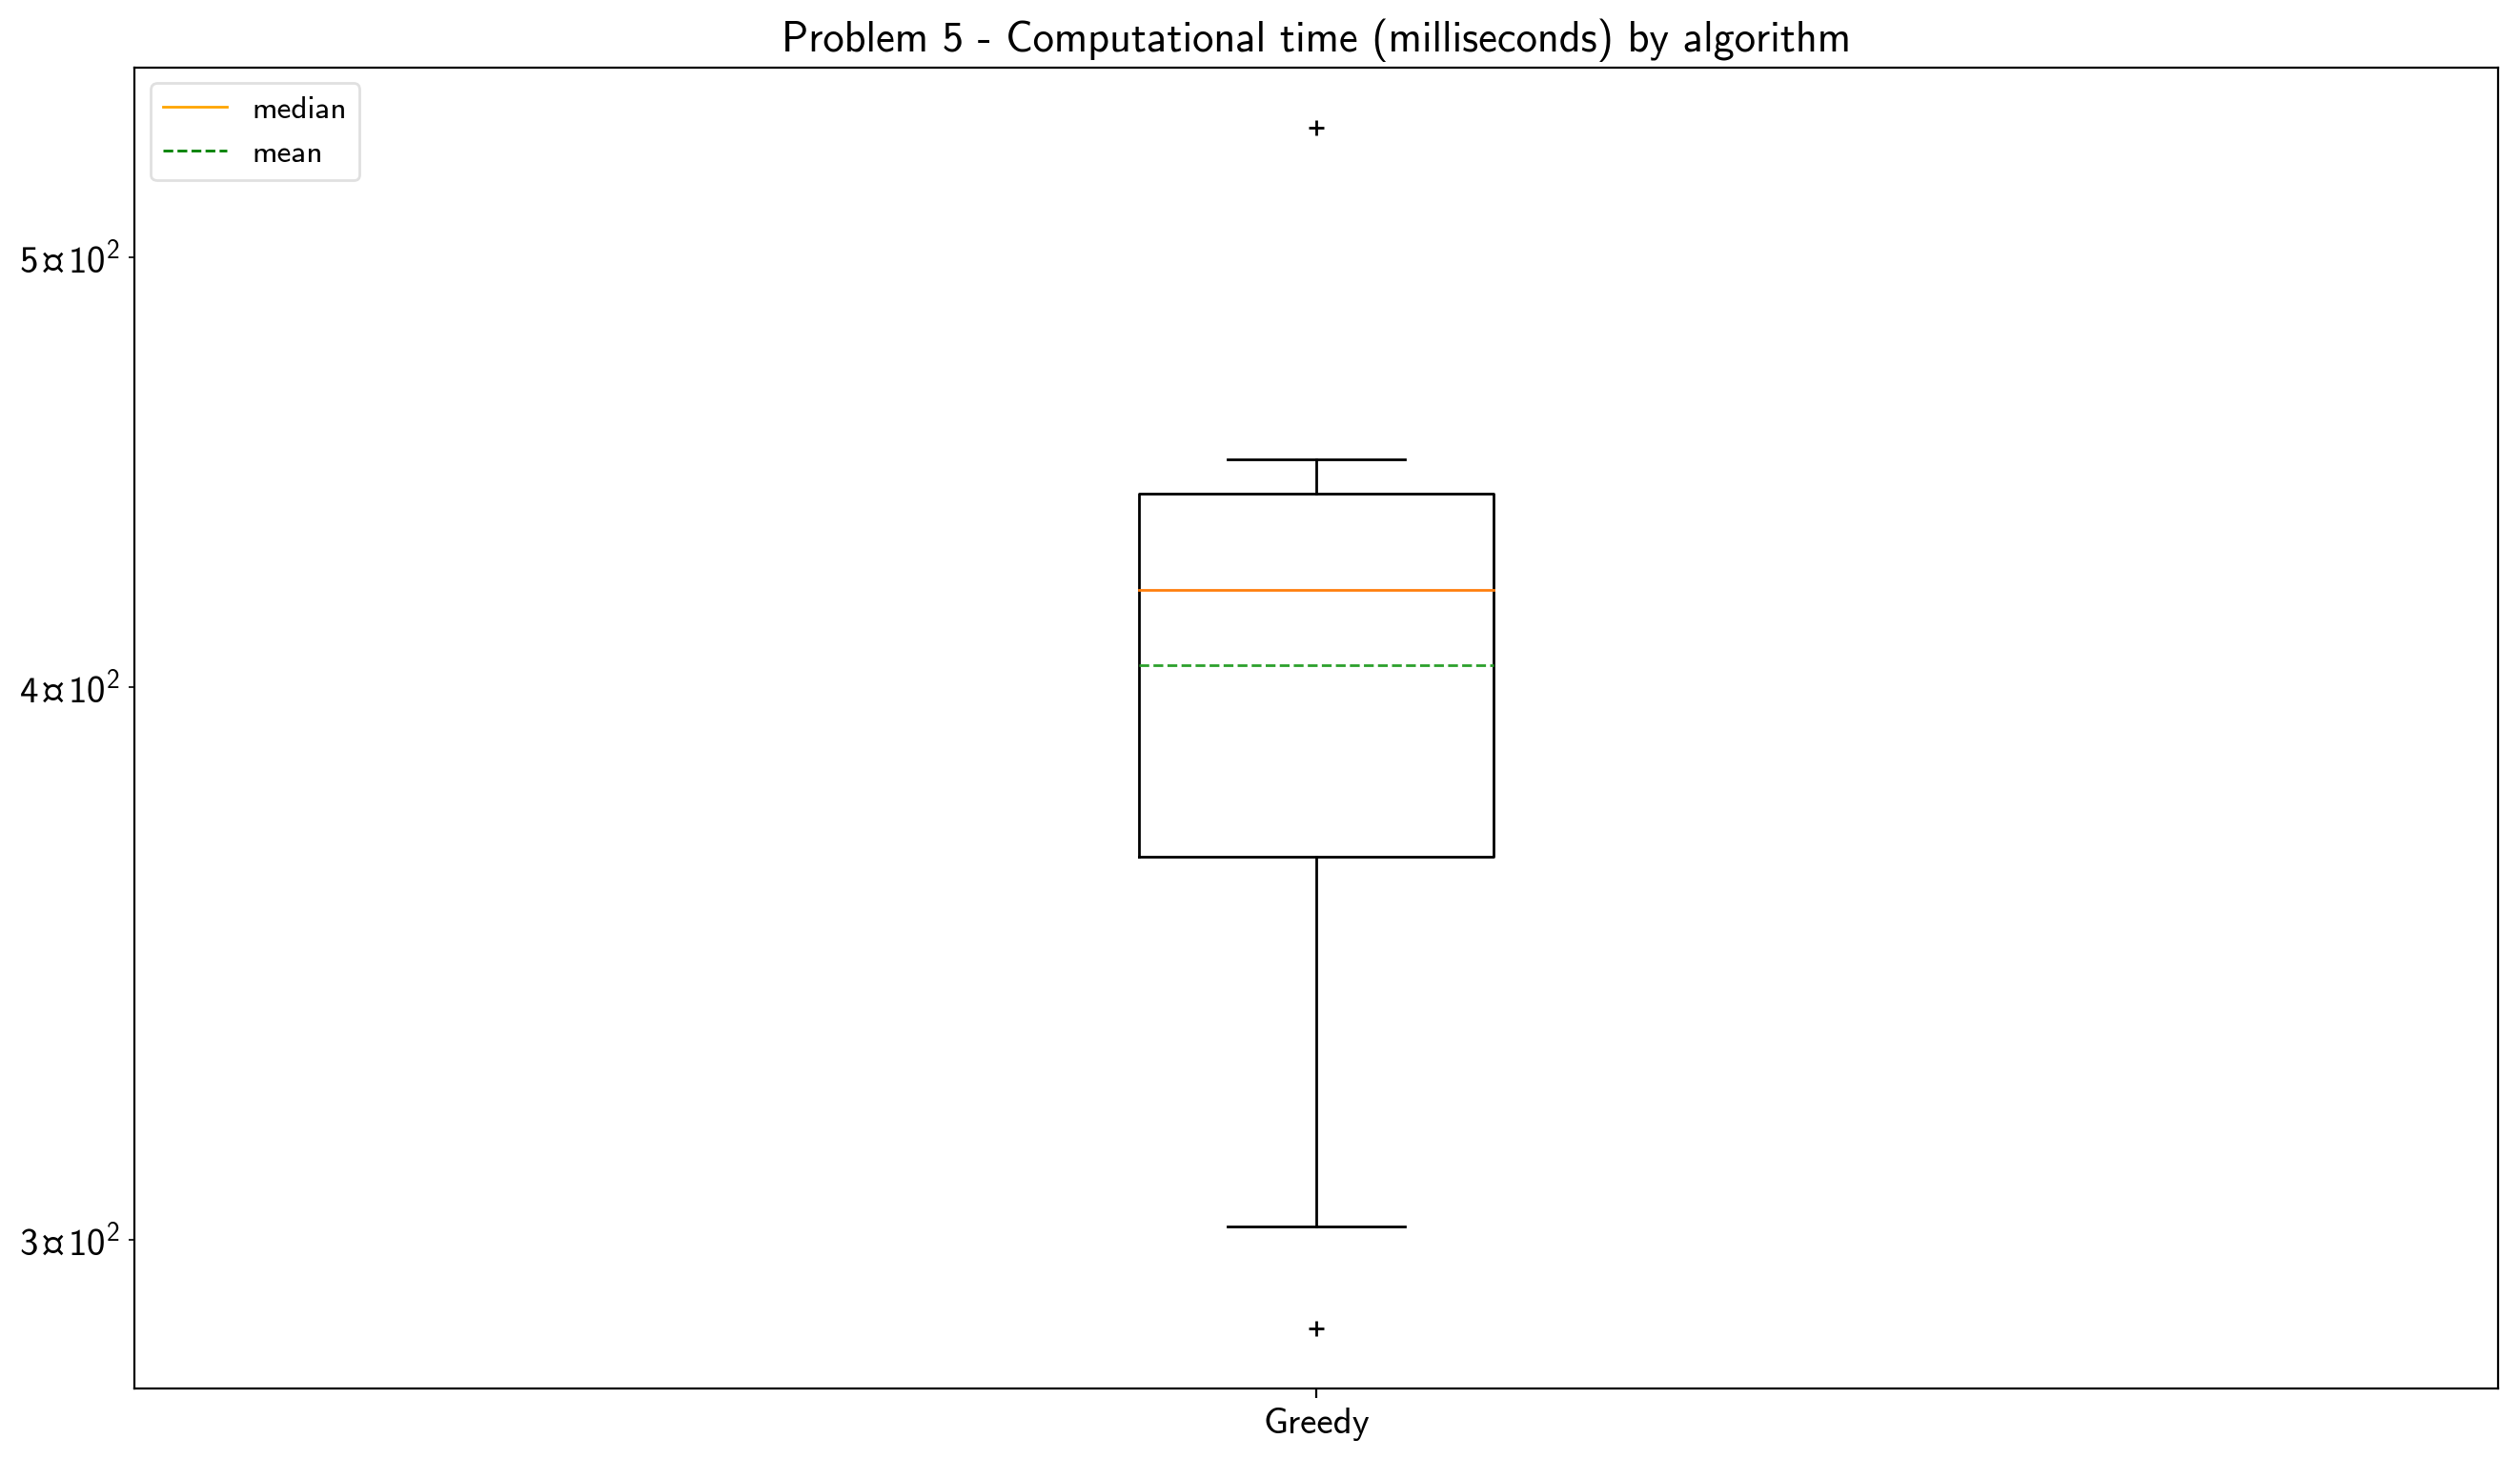 Problem 5 - Computational time (milliseconds) by algorithm
median
mean
5¤10²
4¤10²
3¤10²
Greedy